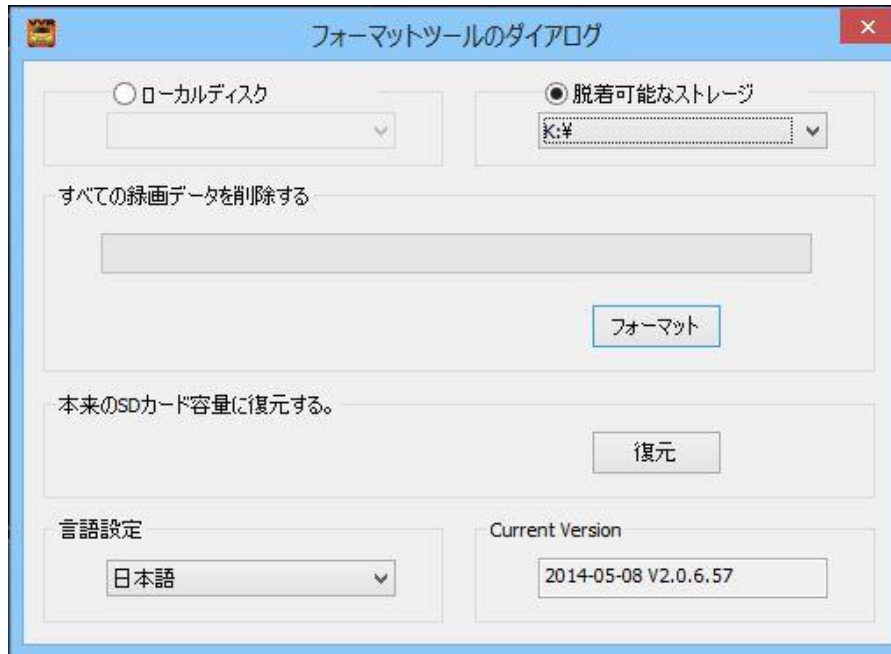 VVR
フォーマットツールのダイアログ
ローカルディスク
脱着可能なストレージ
K:¥
すべての録画データを削除する
フォーマット
本来のSDカード容量に復元する。
復元
言語設定
Current Version
日本語
2014-05-08 V2.0.6.57